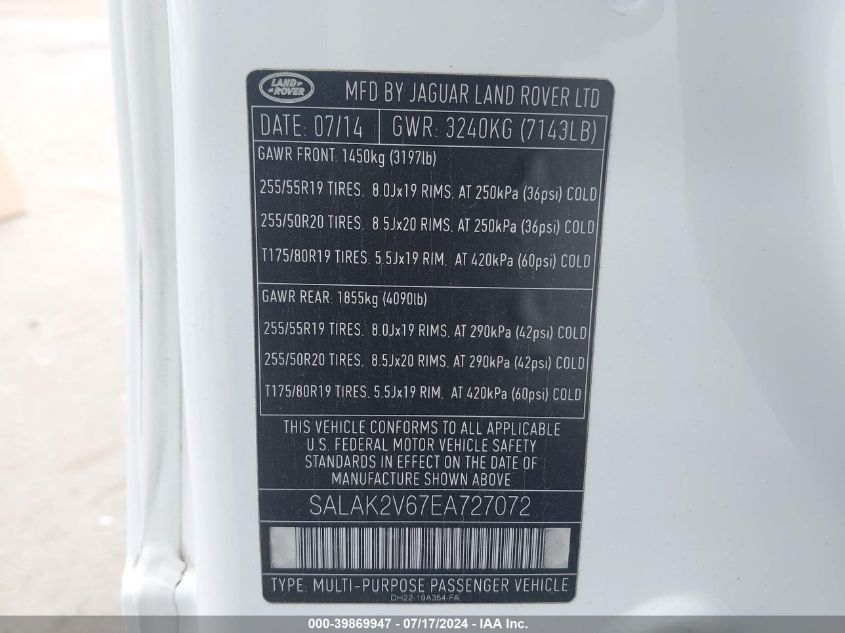 LAND ROVER MFD BY JAGUAR LAND ROVER LTD
DATE: 07/14 GWR: 3240KG (7143LB)
GAWR FRONT: 1450kg (3197lb)
255/55R19 TIRES. 8.0Jx19 RIMS. AT 250kPa (36psi) COLD
255/50R20 TIRES. 8.5Jx20 RIMS. AT 250kPa (36psi) COLD
T175/80R19 TIRES. 5.5Jx19 RIM. AT 420kPa (60psi) COLD
GAWR REAR: 1855kg (4090lb)
255/55R19 TIRES. 8.0Jx19 RIMS. AT 290kPa (42psi) COLD
255/50R20 TIRES. 8.5Jx20 RIMS. AT 290kPa (42psi) COLD
T175/80R19 TIRES. 5.5Jx19 RIM. AT 420kPa (60psi) COLD
THIS VEHICLE CONFORMS TO ALL APPLICABLE
U.S. FEDERAL MOTOR VEHICLE SAFETY
STANDARDS IN EFFECT ON THE DATE OF
MANUFACTURE SHOWN ABOVE
SALAK2V67EA727072
TYPE: MULTI-PURPOSE PASSENGER VEHICLE
DH22-19A354-FA
000-39869947 - 07/17/2024 - IAA, Inc.